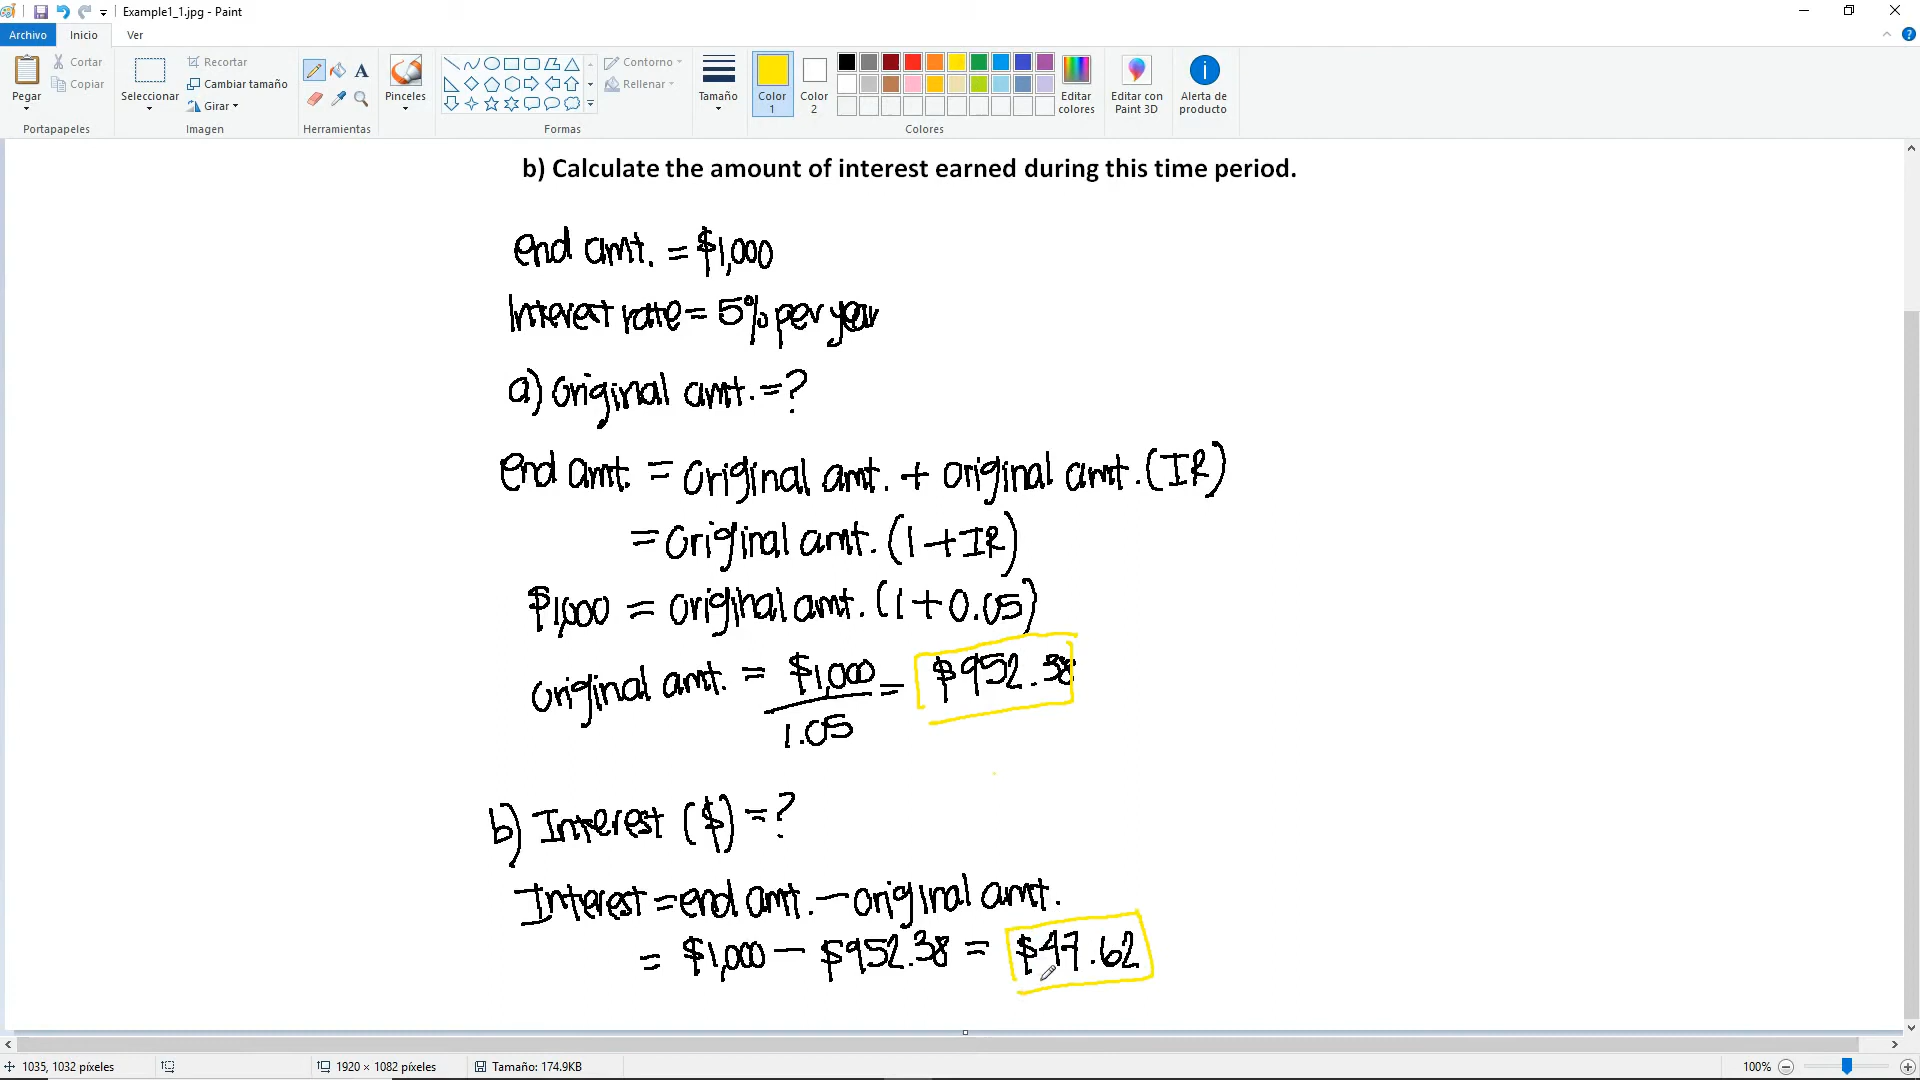 Example1_1.jpg - Paint
Archivo Inicio Ver
Pegar
Cortar
Copiar
Portapapeles
Seleccionar
Recortar
Cambiar tamaño
Girar
Imagen
A
Herramientas
Pinceles
Contorno
Rellenar
Formas
Tamaño
Color 1
Color 2
Editar colores
Colores
Editar con Paint 3D
Alerta de producto
b) Calculate the amount of interest earned during this time period.
end amt. = $1,000
Interest rate = 5% per year
a) original amt. = ?
end amt. = original amt. + original amt. (IR)
= original amt. (1 + IR)
$1,000 = original amt. (1 + 0.05)
original amt. = $1,000 = $952.38
1.05
b) Interest ($) = ?
Interest = end amt. - original amt.
= $1,000 - $952.38 = $47.62
1035, 1032 píxeles 1920 × 1082 píxeles Tamaño: 174.9KB 100%